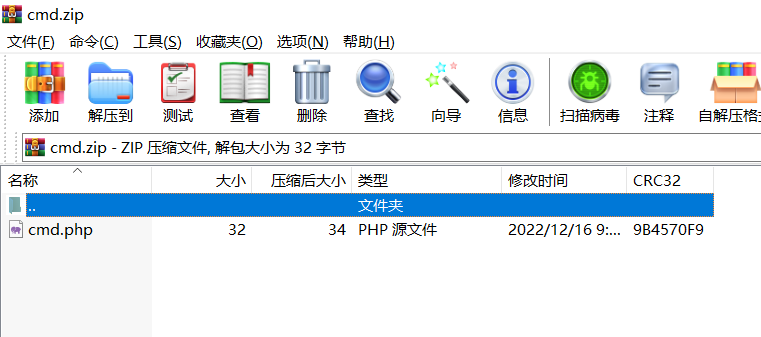 cmd.zip
文件(F) 命令(C) 工具(S) 收藏夹(O) 选项(N) 帮助(H)
添加 解压到 测试 查看 删除 查找 向导 信息 扫描病毒 注释 自解压格式
cmd.zip - ZIP 压缩文件, 解包大小为 32 字节
名称 大小 压缩后大小 类型 修改时间 CRC32
.. 文件夹
cmd.php 32 34 PHP 源文件 2022/12/16 9:... 9B4570F9